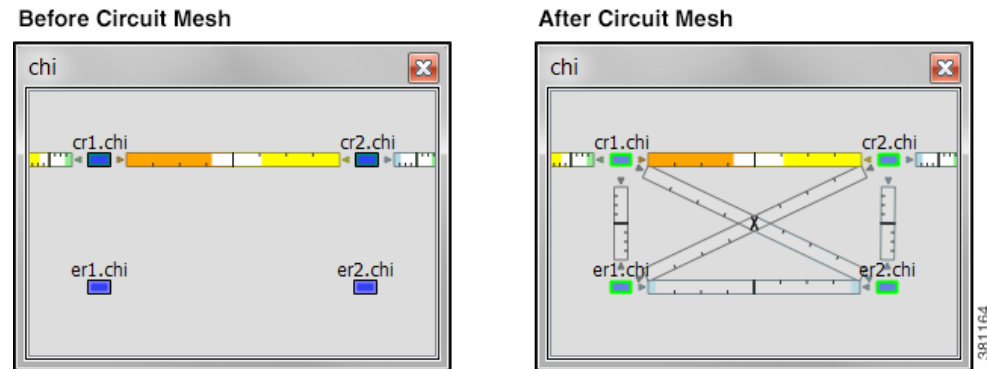 Before Circuit Mesh
After Circuit Mesh
chi
chi
cr1.chi
cr2.chi
cr1.chi
cr2.chi
er1.chi
er2.chi
er1.chi
er2.chi
X
381164